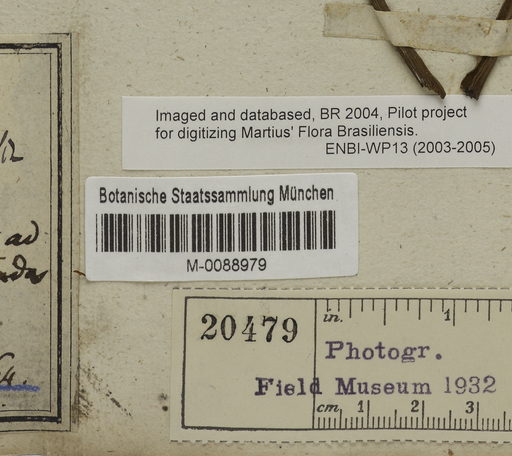 Imaged and databased, BR 2004, Pilot project
for digitizing Martius' Flora Brasiliensis.
ENBI-WP13 (2003-2005)
Botanische Staatssammlung München
M-0088979
ad
20479
in. 1
Photogr.
Field Museum 1932
cm 1 2 3